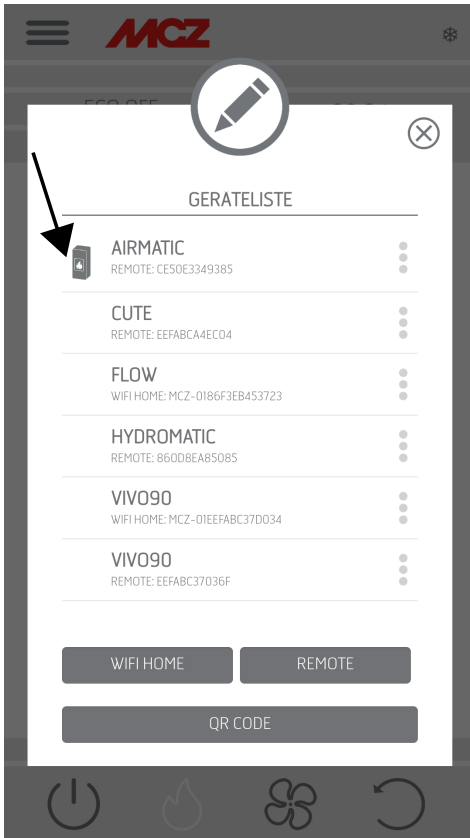 MCZ
GERATELISTE
AIRMATIC
REMOTE: CE50E3349385
CUTE
REMOTE: EEFABCA4EC04
FLOW
WIFI HOME: MCZ-0186F3EB453723
HYDROMATIC
REMOTE: 860D8EA85085
VIVO90
WIFI HOME: MCZ-01EEFABC37D034
VIVO90
REMOTE: EEFABC37036F
WIFI HOME REMOTE
QR CODE